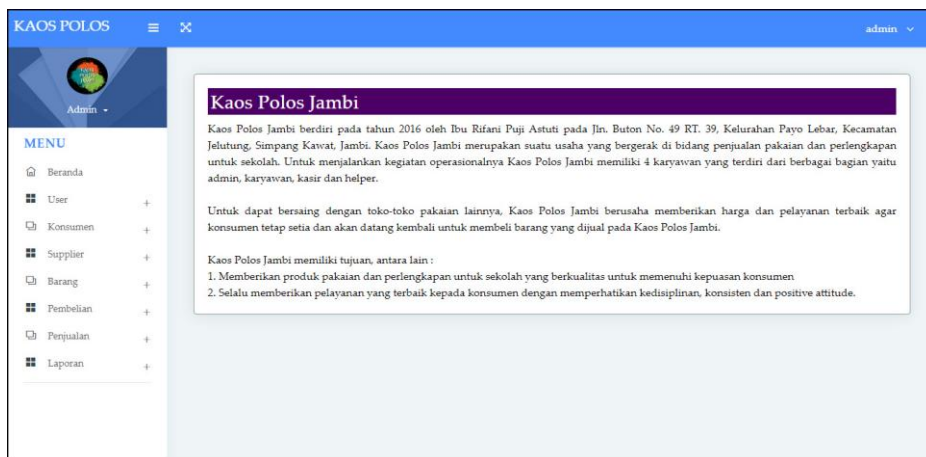 KAOS POLOS
admin
Admin
MENU
Beranda
User
Konsumen
Supplier
Barang
Pembelian
Penjualan
Laporan
Kaos Polos Jambi
Kaos Polos Jambi berdiri pada tahun 2016 oleh Ibu Rifani Puji Astuti pada Jln. Buton No. 49 RT. 39, Kelurahan Payo Lebar, Kecamatan
Jelutung, Simpang Kawat, Jambi. Kaos Polos Jambi merupakan suatu usaha yang bergerak di bidang penjualan pakaian dan perlengkapan
untuk sekolah. Untuk menjalankan kegiatan operasionalnya Kaos Polos Jambi memiliki 4 karyawan yang terdiri dari berbagai bagian yaitu
admin, karyawan, kasir dan helper.
Untuk dapat bersaing dengan toko-toko pakaian lainnya, Kaos Polos Jambi berusaha memberikan harga dan pelayanan terbaik agar
konsumen tetap setia dan akan datang kembali untuk membeli barang yang dijual pada Kaos Polos Jambi.
Kaos Polos Jambi memiliki tujuan, antara lain :
1. Memberikan produk pakaian dan perlengkapan untuk sekolah yang berkualitas untuk memenuhi kepuasan konsumen
2. Selalu memberikan pelayanan yang terbaik kepada konsumen dengan memperhatikan kedisiplinan, konsisten dan positive attitude.